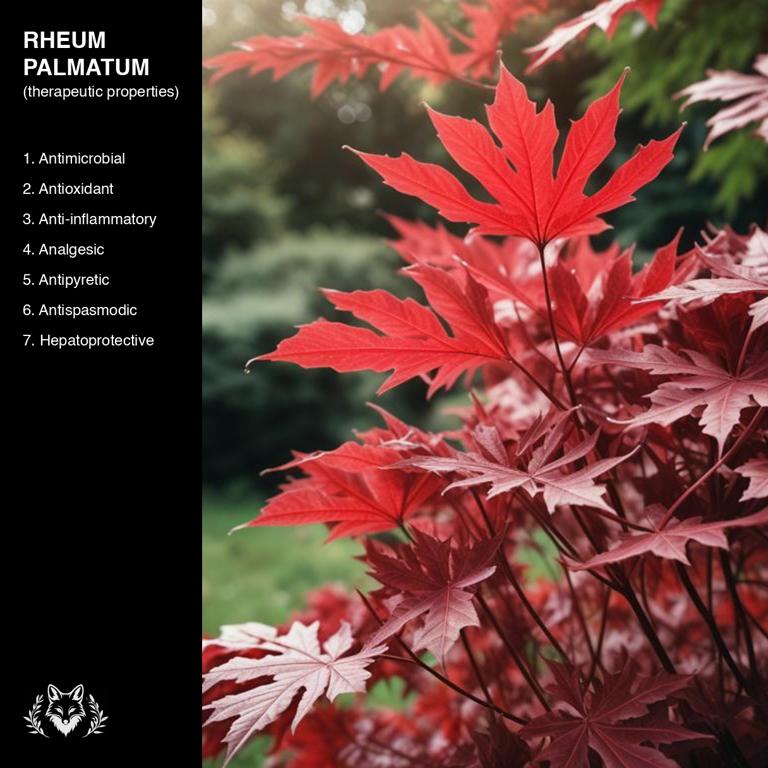 RHEUM
PALMATUM
(therapeutic properties)
1. Antimicrobial
2. Antioxidant
3. Anti-inflammatory
4. Analgesic
5. Antipyretic
6. Antispasmodic
7. Hepatoprotective